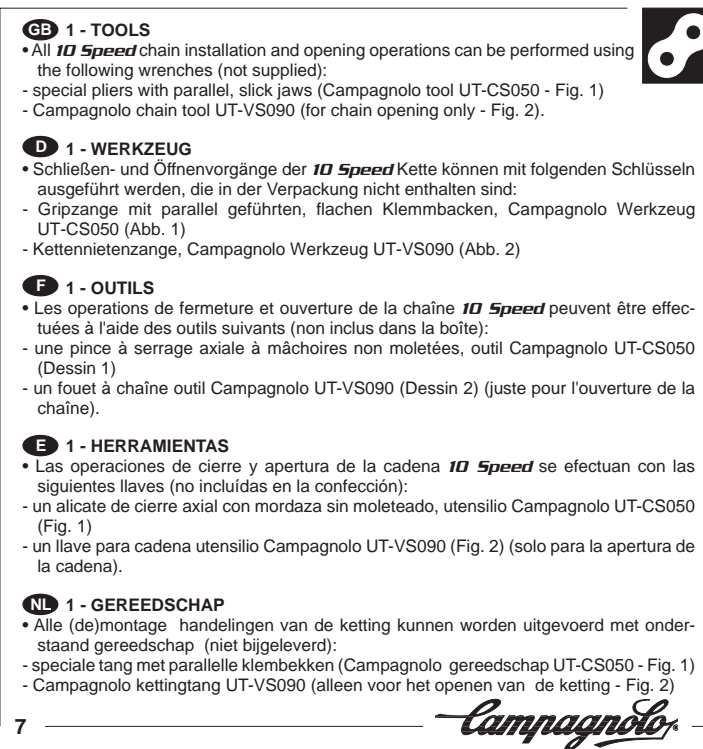 GB 1 - TOOLS
• All 10 Speed chain installation and opening operations can be performed using
the following wrenches (not supplied):
- special pliers with parallel, slick jaws (Campagnolo tool UT-CS050 - Fig. 1)
- Campagnolo chain tool UT-VS090 (for chain opening only - Fig. 2).
D 1 - WERKZEUG
• Schließen- und Öffnenvorgänge der 10 Speed Kette können mit folgenden Schlüsseln
ausgeführt werden, die in der Verpackung nicht enthalten sind:
- Gripzange mit parallel geführten, flachen Klemmbacken, Campagnolo Werkzeug
UT-CS050 (Abb. 1)
- Kettennietenzange, Campagnolo Werkzeug UT-VS090 (Abb. 2)
F 1 - OUTILS
• Les operations de fermeture et ouverture de la chaîne 10 Speed peuvent être effec-
tuées à l'aide des outils suivants (non inclus dans la boîte):
- une pince à serrage axiale à mâchoires non moletées, outil Campagnolo UT-CS050
(Dessin 1)
- un fouet à chaîne outil Campagnolo UT-VS090 (Dessin 2) (juste pour l'ouverture de la
chaîne).
E 1 - HERRAMIENTAS
• Las operaciones de cierre y apertura de la cadena 10 Speed se efectuan con las
siguientes llaves (no incluídas en la confección):
- un alicate de cierre axial con mordaza sin moleteado, utensilio Campagnolo UT-CS050
(Fig. 1)
- un llave para cadena utensilio Campagnolo UT-VS090 (Fig. 2) (solo para la apertura de
la cadena).
NL 1 - GEREEDSCHAP
• Alle (de)montage handelingen van de ketting kunnen worden uitgevoerd met onder-
staand gereedschap (niet bijgeleverd):
- speciale tang met parallelle klembekken (Campagnolo gereedschap UT-CS050 - Fig. 1)
- Campagnolo kettingtang UT-VS090 (alleen voor het openen van de ketting - Fig. 2)
7
Campagnolo